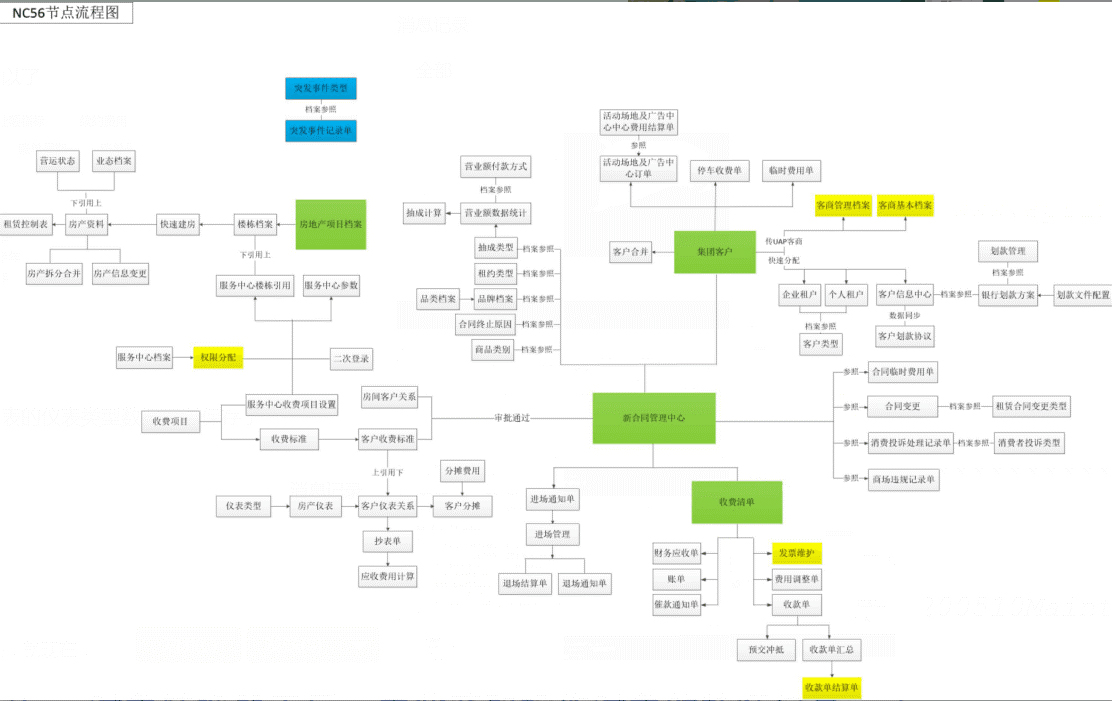 NC56节点流程图
突发事件类型
档案参照
突发事件记录单
营运状态
业态档案
下引用上
租赁控制表
房产资料
快速建房
楼栋档案
房地产项目档案
房产拆分合并
房产信息变更
下引用上
服务中心楼栋引用
服务中心参数
服务中心档案
权限分配
二次登录
服务中心收费项目设置
收费项目
收费标准
房间客户关系
客户收费标准
审批通过
上引用下
分摊费用
仪表类型
房产仪表
客户仪表关系
客户分摊
抄表单
应收费用计算
营业额付款方式
档案参照
抽成计算
营业额数据统计
抽成类型
档案参照
租约类型
档案参照
品类档案
品牌档案
档案参照
合同终止原因
档案参照
商品类别
档案参照
活动场地及广告中
心中心费用结算单
参照
活动场地及广告中
心订单
停车收费单
临时费用单
客户合并
集团客户
客商管理档案
客商基本档案
传UAP客商
快速分配
企业租户
个人租户
客户信息中心
档案参照
银行划款方案
划款文件配置
划款管理
档案参照
档案参照
客户类型
数据同步
客户划款协议
新合同管理中心
参照
合同临时费用单
参照
合同变更
档案参照
租赁合同变更类型
参照
消费投诉处理记录单
档案参照
消费者投诉类型
参照
商场违规记录单
进场通知单
进场管理
退场结算单
退场通知单
收费清单
财务应收单
发票维护
账单
费用调整单
催款通知单
收款单
预交冲抵
收款单汇总
收款单结算单